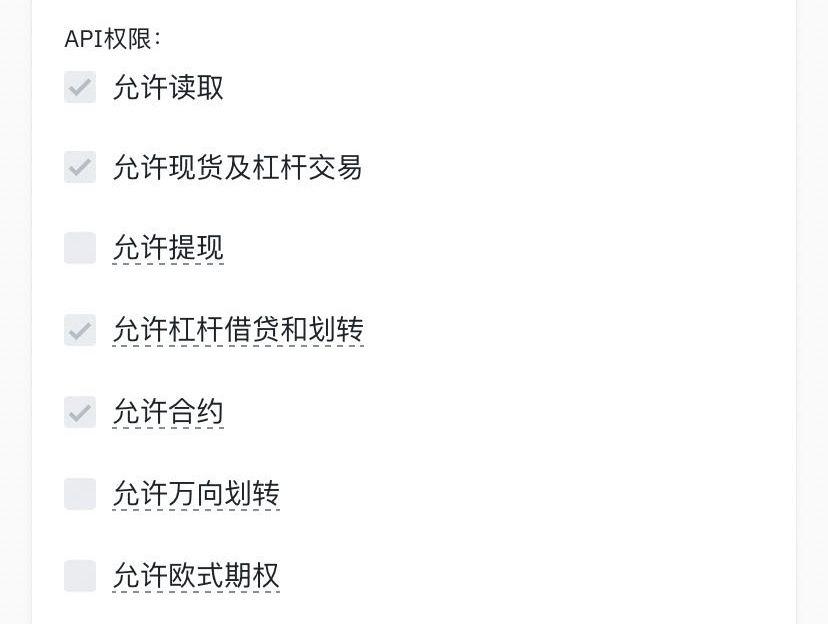 API权限：
允许读取
允许现货及杠杆交易
允许提现
允许杠杆借贷和划转
允许合约
允许万向划转
允许欧式期权